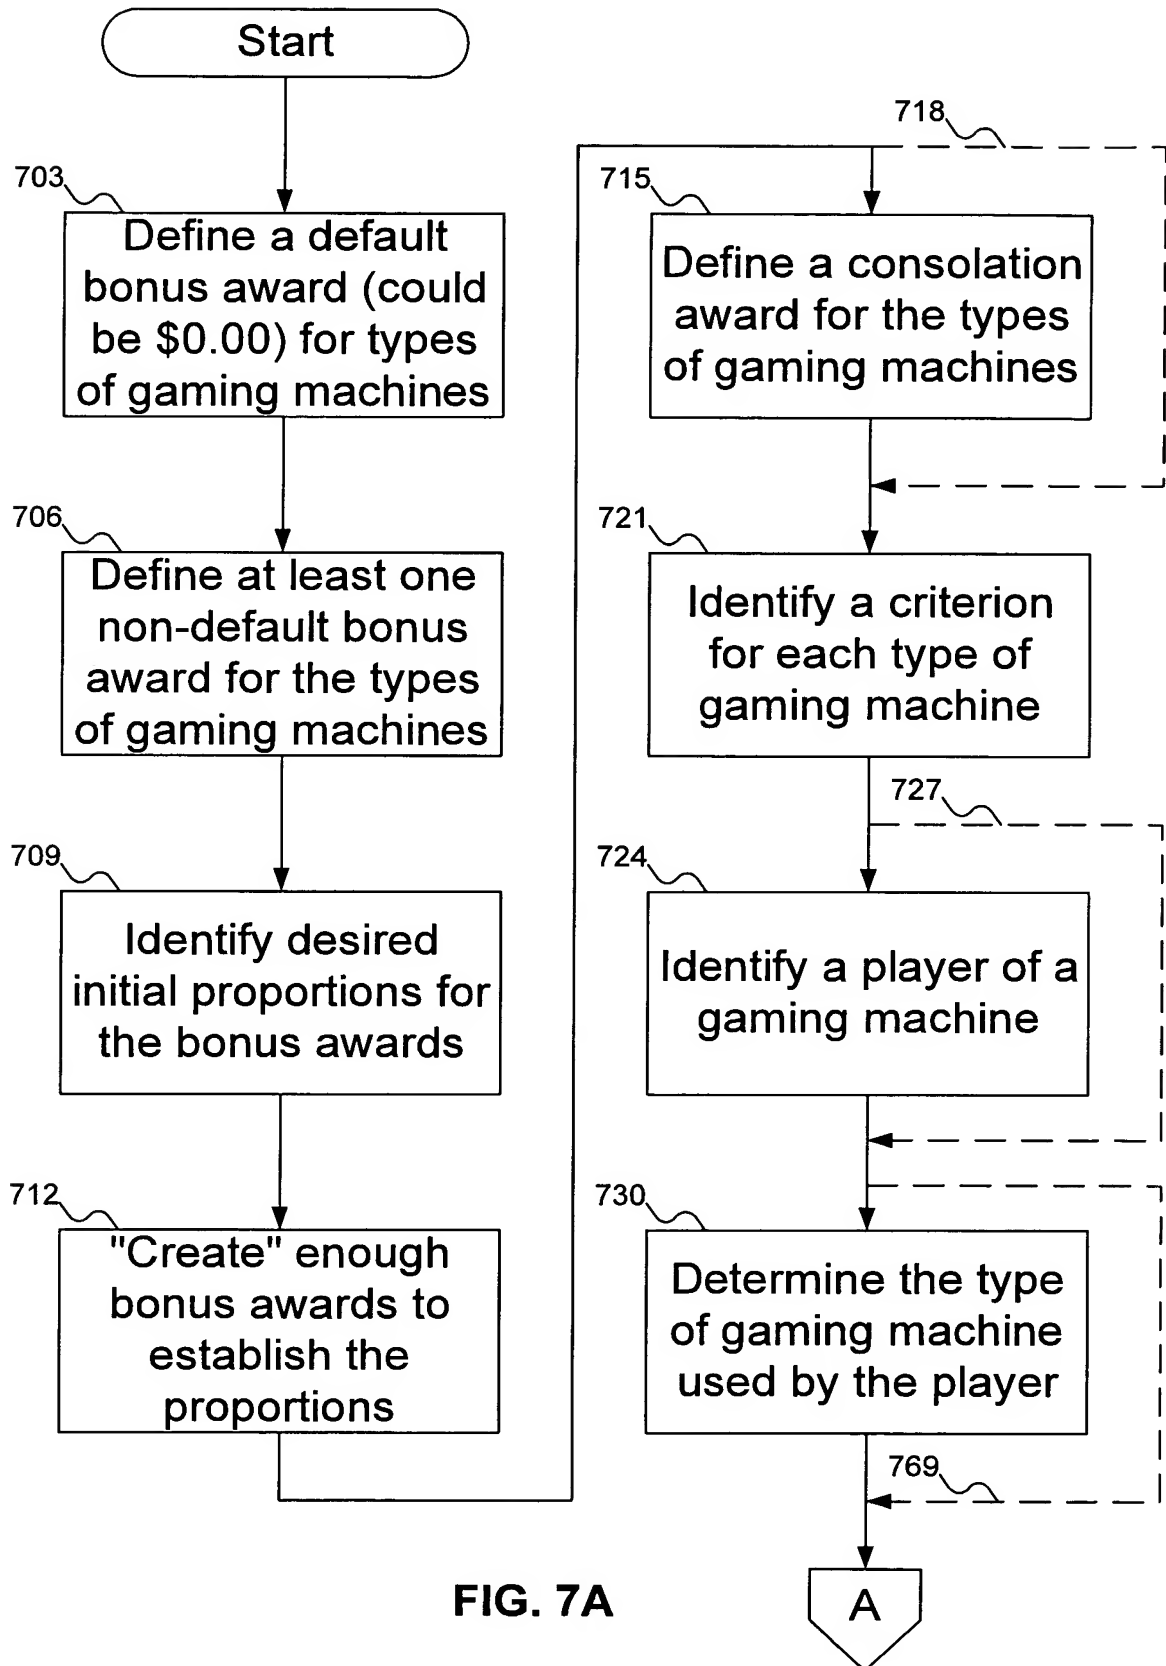 Start
703
Define a default
bonus award (could
be $0.00) for types
of gaming machines
706
Define at least one
non-default bonus
award for the types
of gaming machines
709
Identify desired
initial proportions for
the bonus awards
712
"Create" enough
bonus awards to
establish the
proportions
718
715
Define a consolation
award for the types
of gaming machines
721
Identify a criterion
for each type of
gaming machine
727
724
Identify a player of a
gaming machine
730
Determine the type
of gaming machine
used by the player
769
A
FIG. 7A